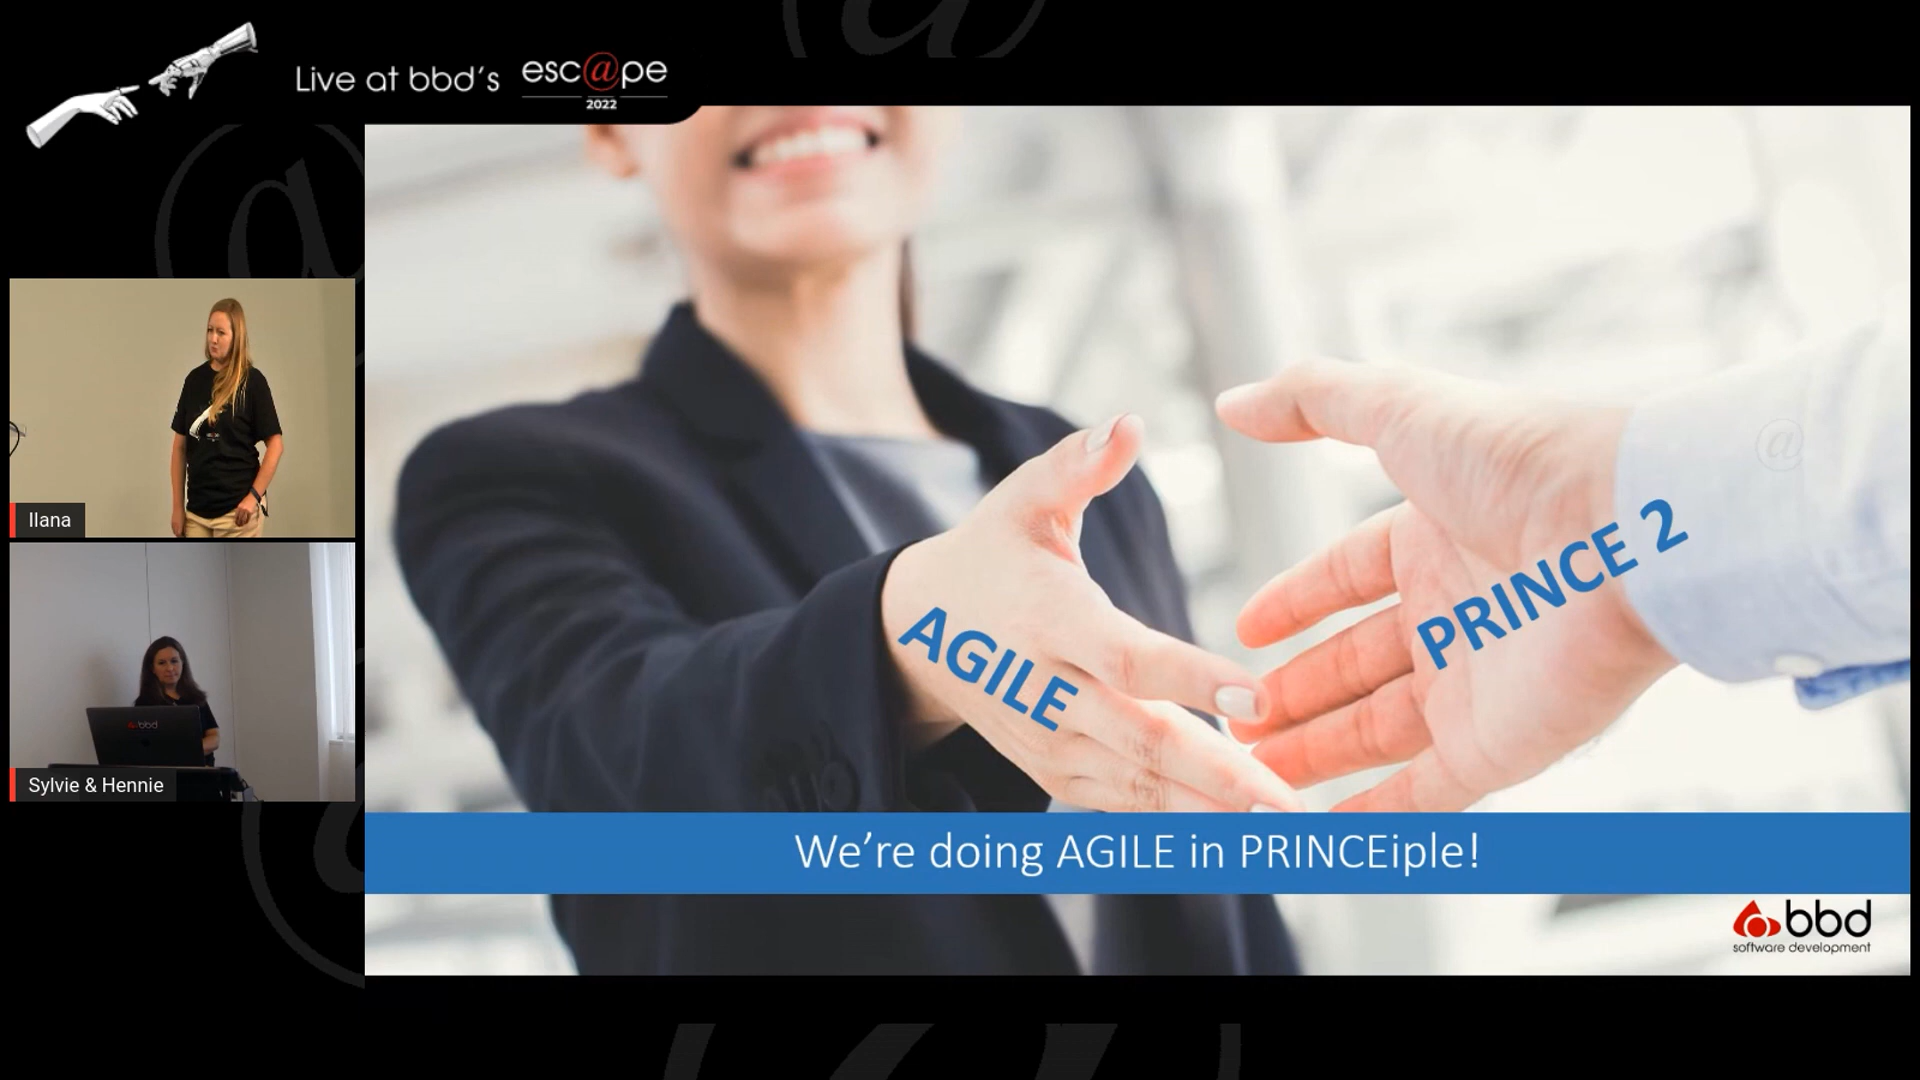 Live at bbd's esc@pe
2022
Ilana
bbd
Sylvie & Hennie
AGILE
PRINCE 2
@
We're doing AGILE in PRINCEiple!
bbd
software development